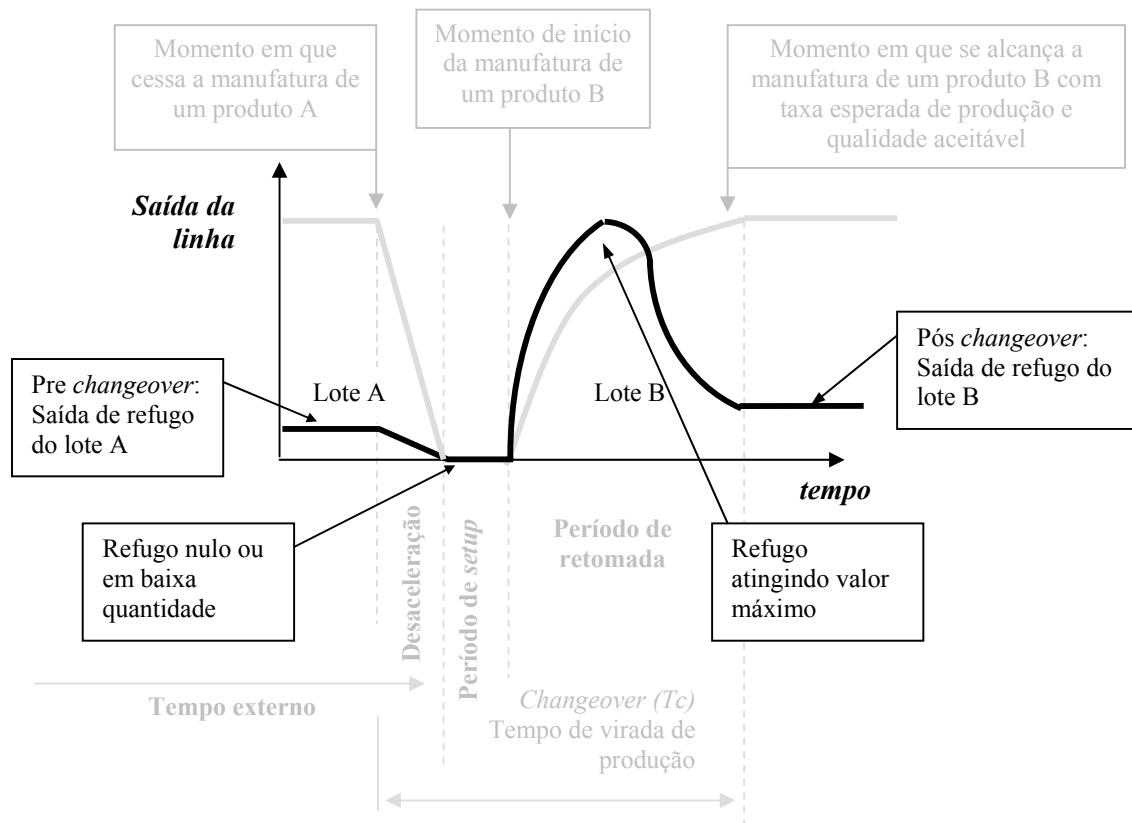 Momento em que
cessa a manufatura de
um produto A
Momento de início
da manufatura de
um produto B
Momento em que se alcança a
manufatura de um produto B com
taxa esperada de produção e
qualidade aceitável
Saída da
linha
Pre changeover:
Saída de refugo
do lote A
Lote A
Lote B
Pós changeover:
Saída de refugo do
lote B
tempo
Refugo nulo ou
em baixa
quantidade
Desaceleração
Período de setup
Período de
retomada
Refugo
atingindo valor
máximo
Tempo externo
Changeover (Tc)
Tempo de virada de
produção